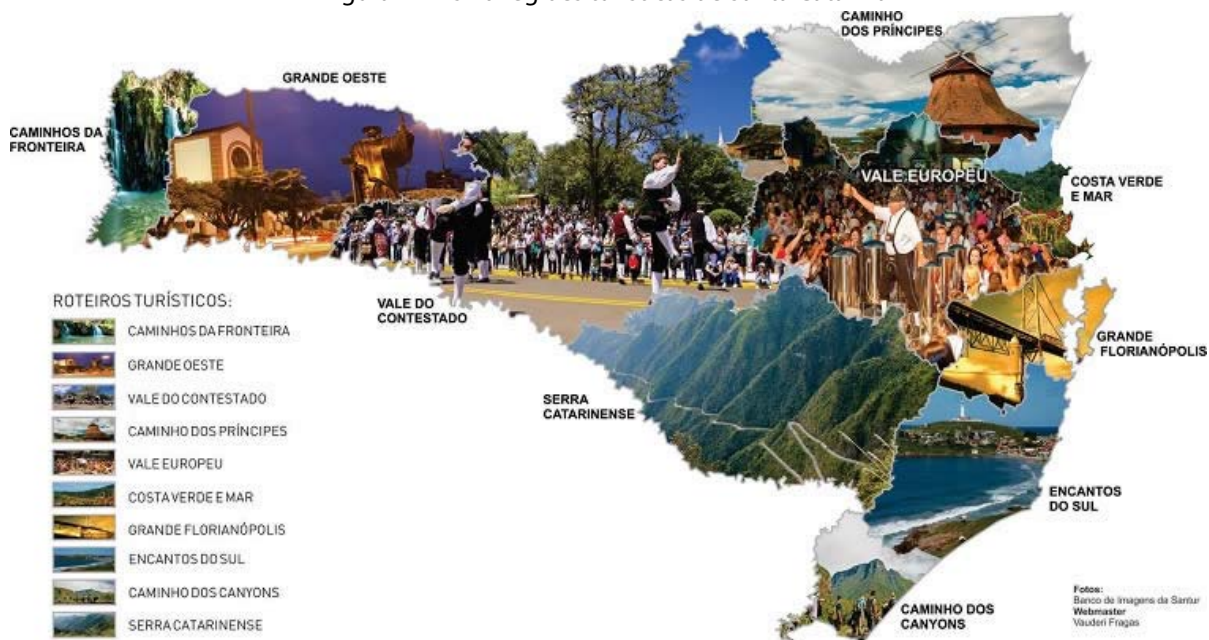 CAMINHO
DOS PRÍNCIPES
GRANDE OESTE
CAMINHOS DA
FRONTEIRA
VALE EUROPEU
COSTA VERDE
E MAR
ROTEIROS TURÍSTICOS:
CAMINHOS DA FRONTEIRA
GRANDE OESTE
VALE DO CONTESTADO
CAMINHO DOS PRÍNCIPES
VALE EUROPEU
COSTA VERDE E MAR
GRANDE FLORIANÓPOLIS
ENCANTOS DO SUL
CAMINHO DOS CANYONS
SERRA CATARINENSE
VALE DO
CONTESTADO
GRANDE
FLORIANÓPOLIS
SERRA
CATARINENSE
ENCANTOS
DO SUL
CAMINHO DOS
CANYONS
Fotos:
Banco de Imagens da Santur
Webmaster
Vauderi Fragas